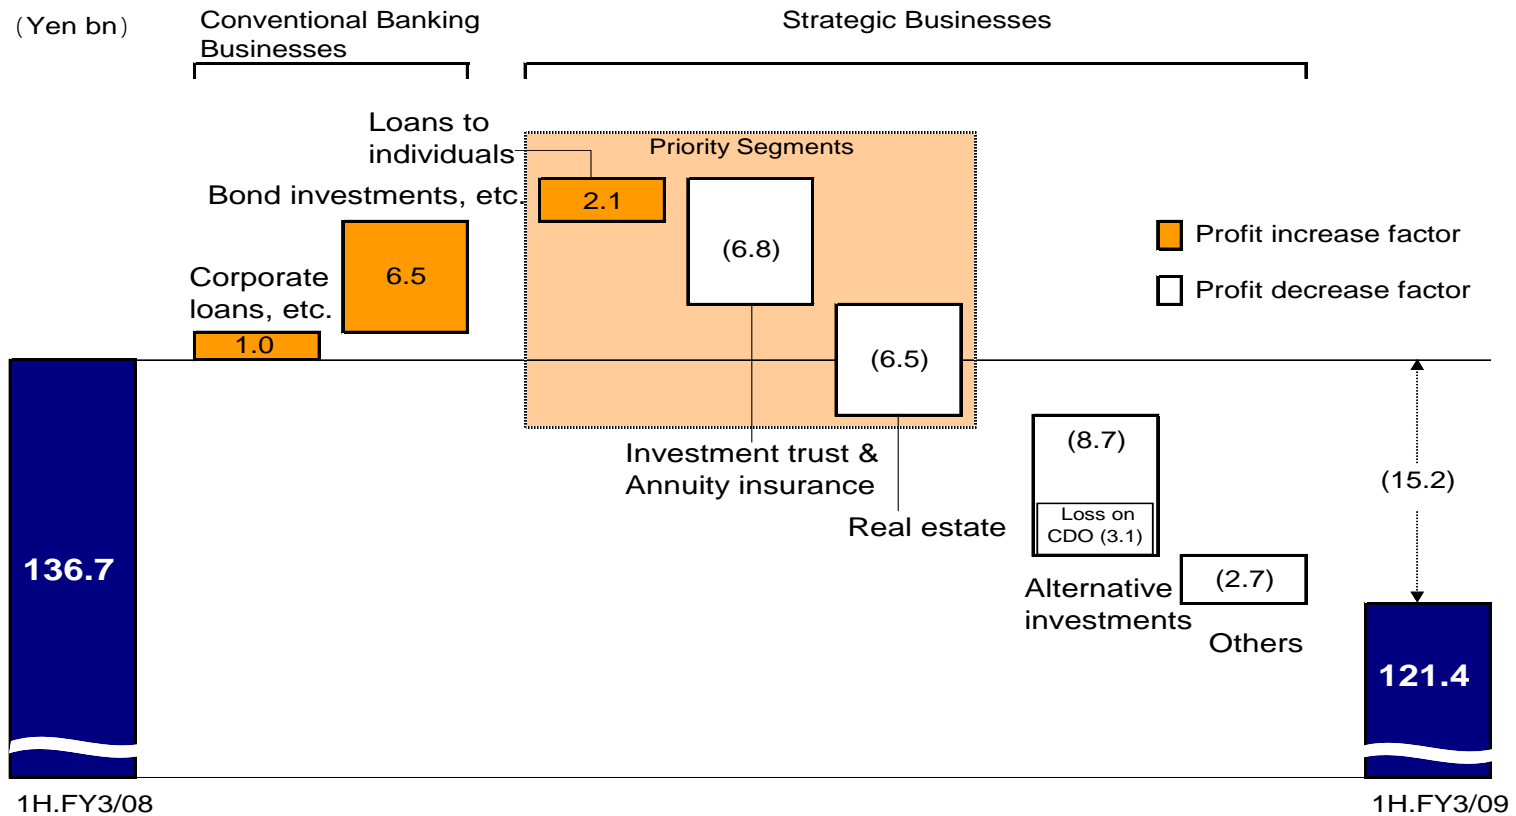 (Yen bn)
Conventional Banking
Businesses
Strategic Businesses
Loans to
individuals
Priority Segments
Bond investments, etc.
2.1
(6.8)
Profit increase factor
Corporate
loans, etc.
6.5
Profit decrease factor
1.0
(6.5)
Investment trust &
Annuity insurance
(8.7)
(15.2)
Real estate
Loss on
CDO (3.1)
136.7
Alternative
investments
(2.7)
Others
121.4
1H.FY3/08
1H.FY3/09